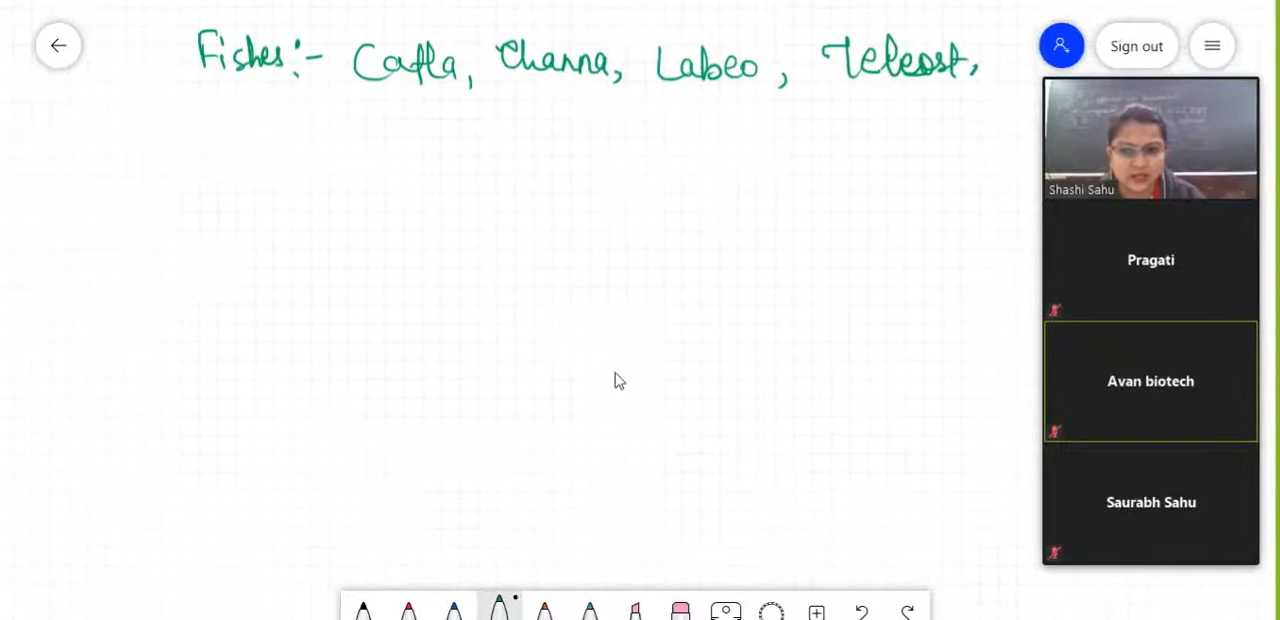 Fishes:- Catla, Channa, Labeo, Teleost,
Sign out
Shashi Sahu
Pragati
Avan biotech
Saurabh Sahu